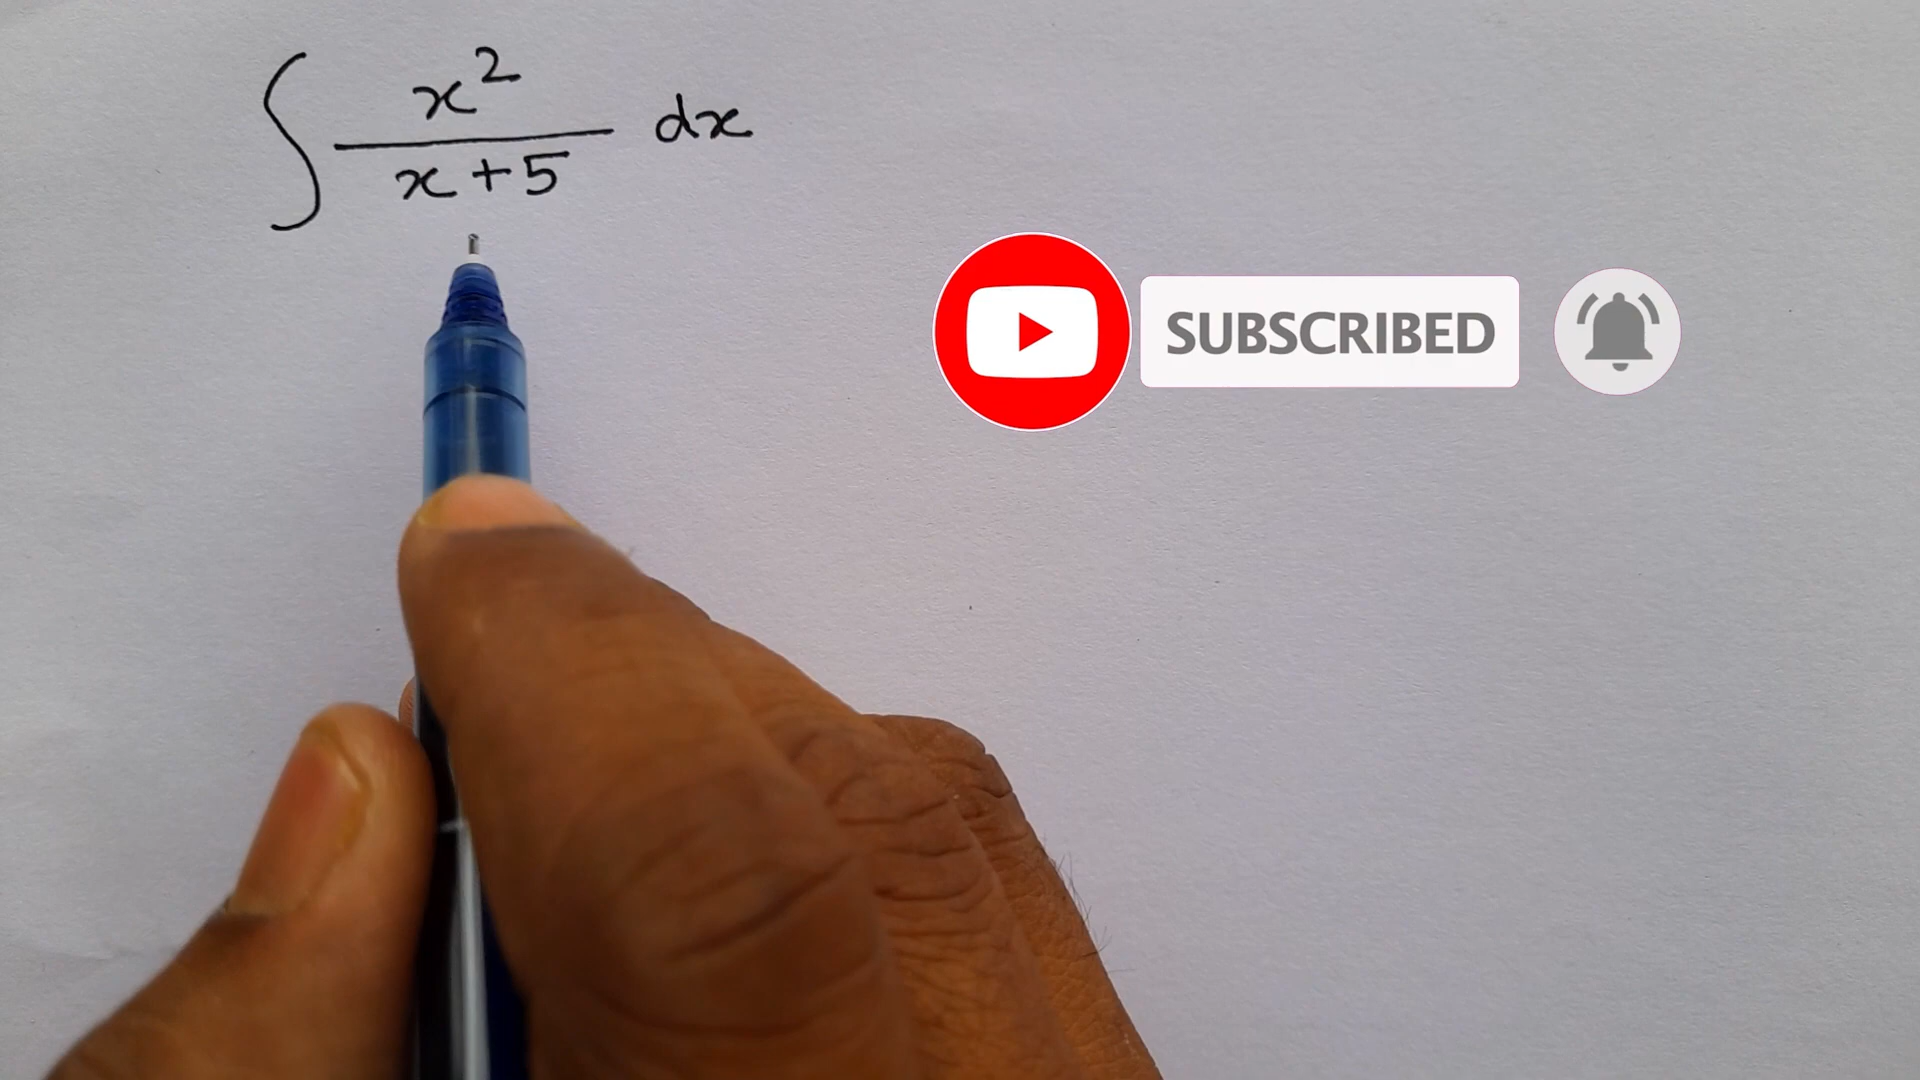 ∫ x² / x+5 dx
SUBSCRIBED